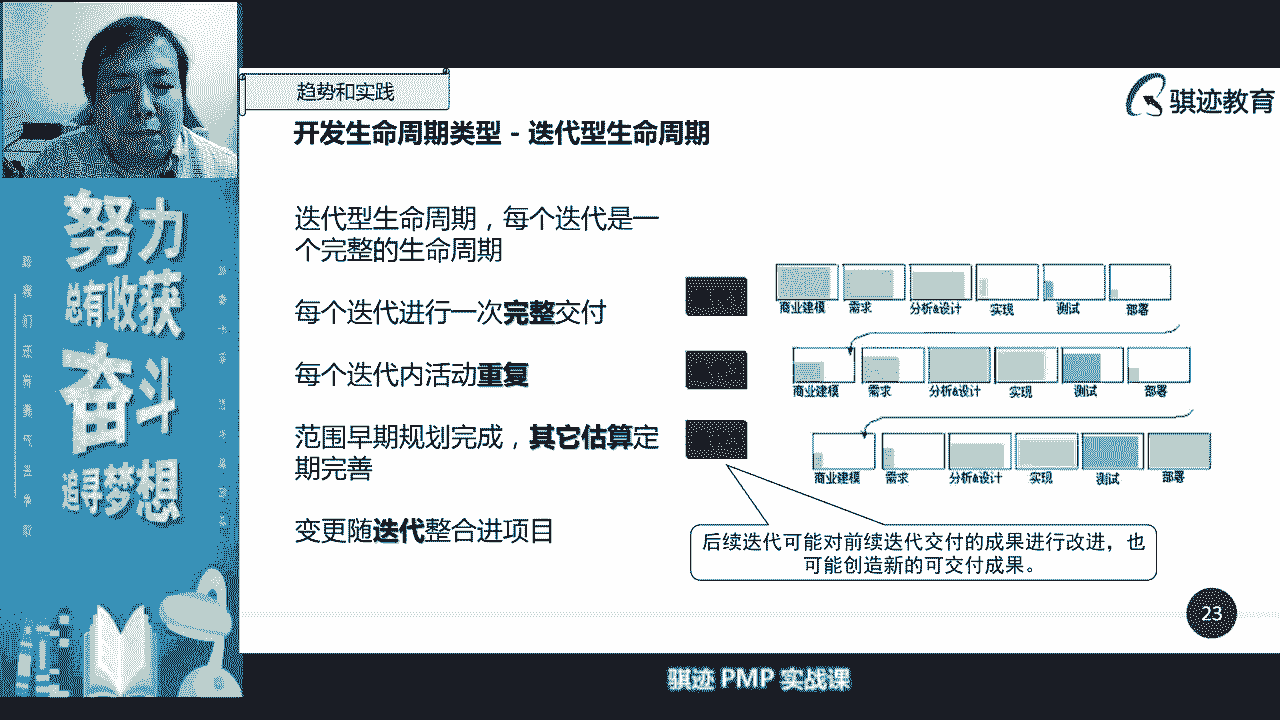 趋势和实践
骐迹教育
开发生命周期类型 - 迭代型生命周期
迭代型生命周期，每个迭代是一
个完整的生命周期
每个迭代进行一次完整交付
每个迭代内活动重复
范围早期规划完成，其它估算定
期完善
变更随迭代整合进项目
商业建模 需求 分析&设计 实现 测试 部署
商业建模 需求 分析&设计 实现 测试 部署
商业建模 需求 分析&设计 实现 测试 部署
后续迭代可能对前续迭代交付的成果进行改进，也
可能创造新的可交付成果。
23
努力
总有收获
奋斗
追寻梦想
骐迹 PMP 实战课